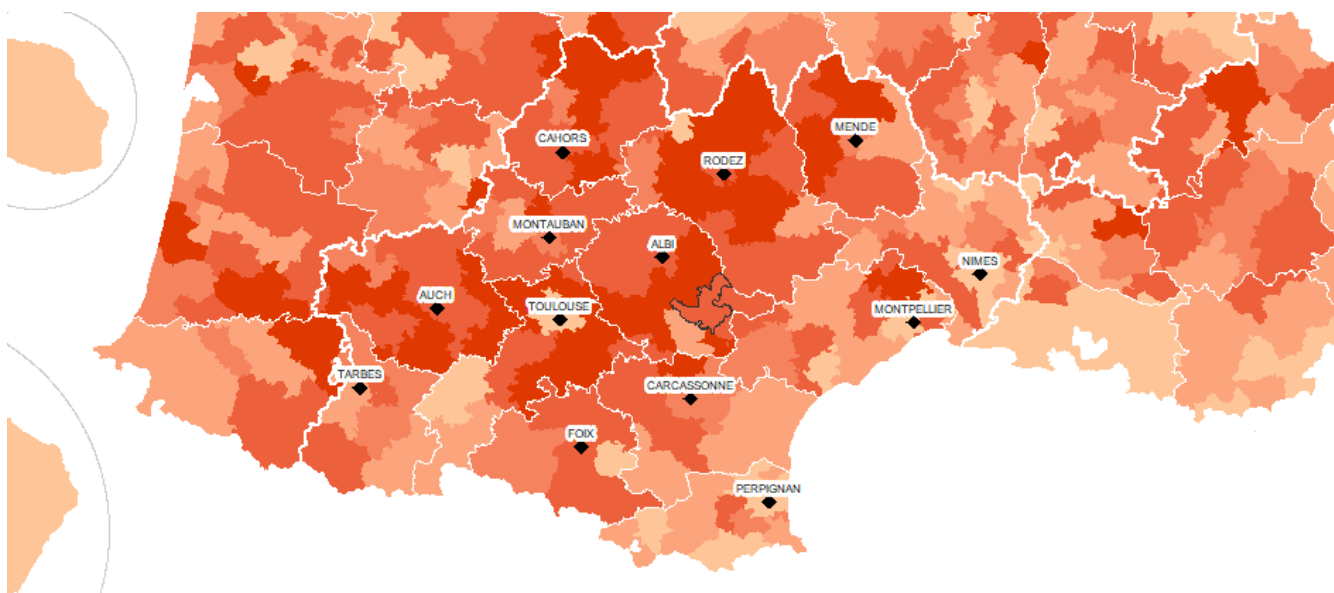 MENDE
CAHORS
RODEZ
MONTAUBAN
ALBI
NIMES
AUCH
TOULOUSE
MONTPELLIER
TARBES
CARCASSONNE
FOIX
PERPIGNAN